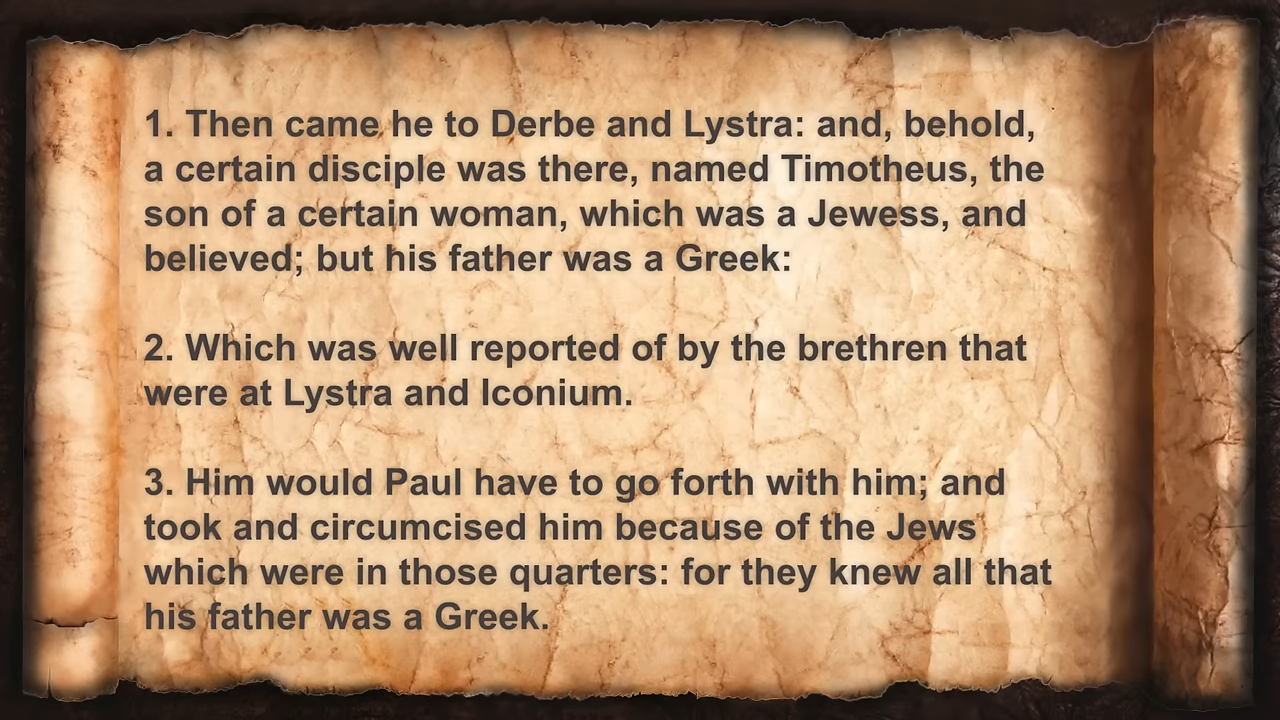 1. Then came he to Derbe and Lystra: and, behold,
a certain disciple was there, named Timotheus, the
son of a certain woman, which was a Jewess, and
believed; but his father was a Greek:
2. Which was well reported of by the brethren that
were at Lystra and Iconium.
3. Him would Paul have to go forth with him; and
took and circumcised him because of the Jews
which were in those quarters: for they knew all that
his father was a Greek.